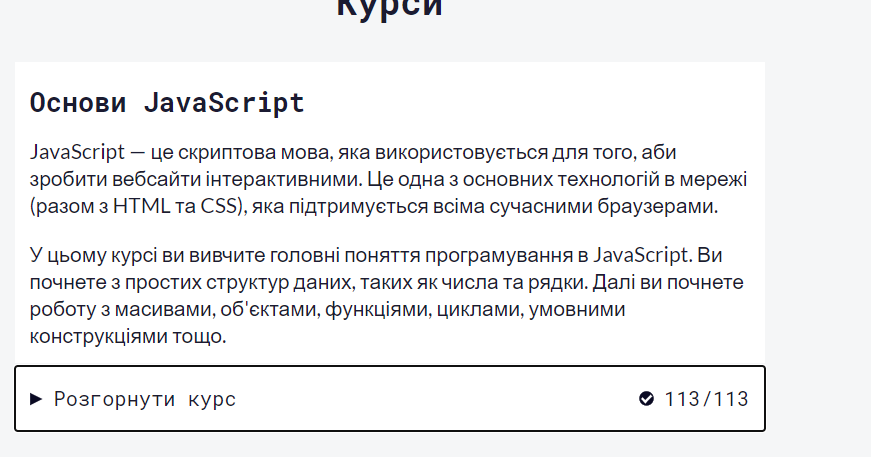 Курси
Основи JavaScript
JavaScript — це скриптова мова, яка використовується для того, аби
зробити вебсайти інтерактивними. Це одна з основних технологій в мережі
(разом з HTML та CSS), яка підтримується всіма сучасними браузерами.
У цьому курсі ви вивчите головні поняття програмування в JavaScript. Ви
почнете з простих структур даних, таких як числа та рядки. Далі ви почнете
роботу з масивами, об'єктами, функціями, циклами, умовними
конструкціями тощо.
Розгорнути курс 113/113